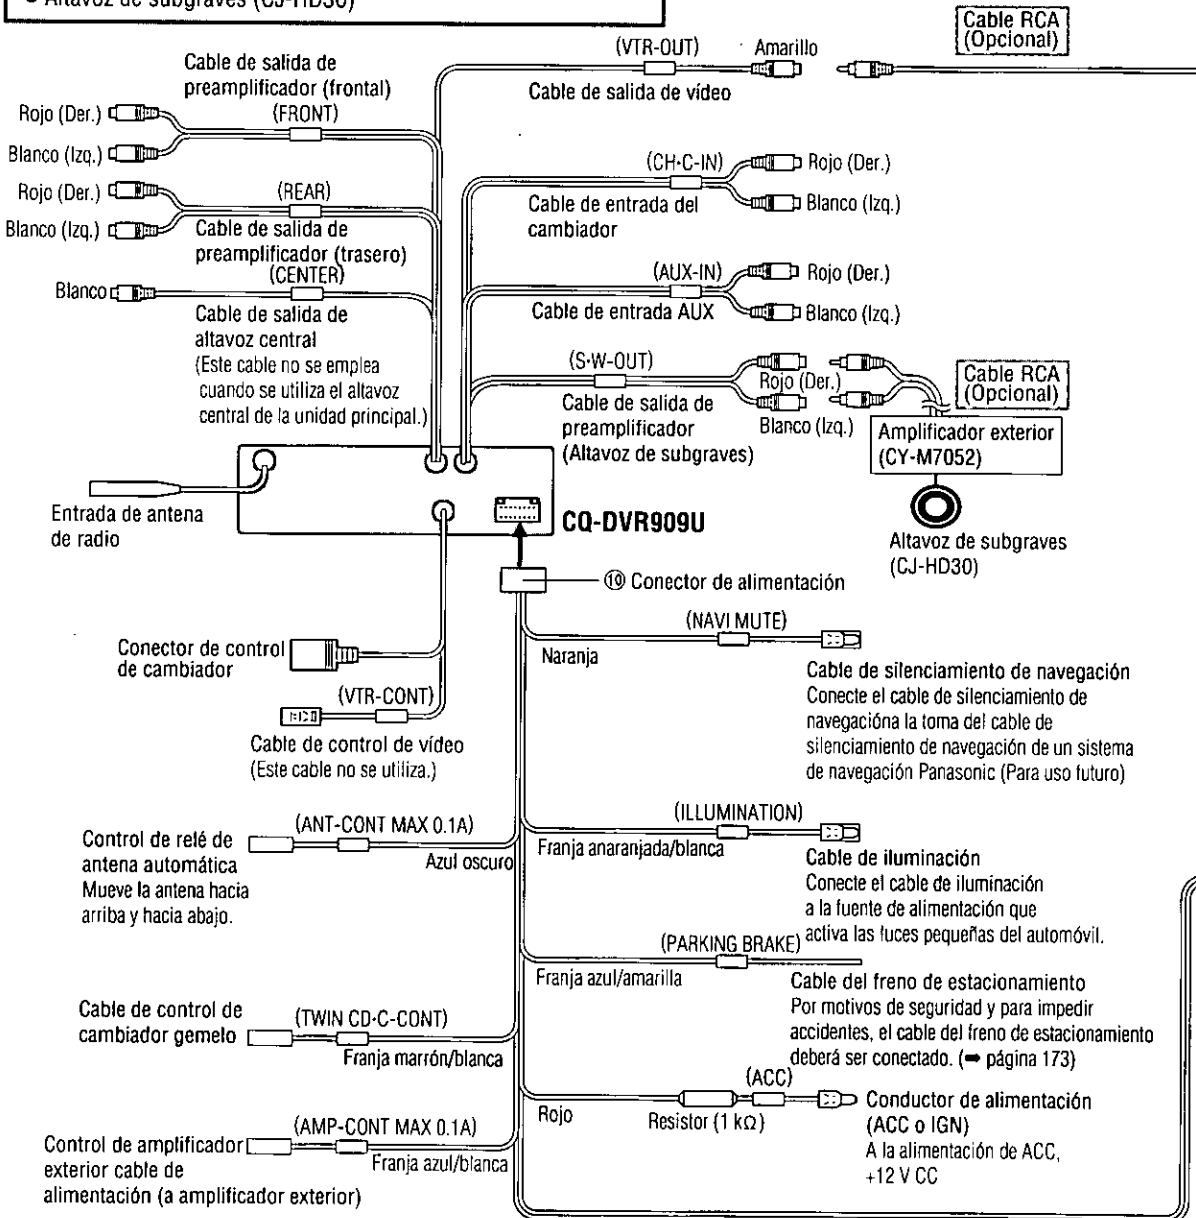 ● Altavoz de subgraves (CJ-HD30)
Cable RCA
(Opcional)
(VTR-OUT)
Amarillo
Cable de salida de vídeo
Cable de salida de
preamplificador (frontal)
Rojo (Der.)
(FRONT)
Blanco (Izq.)
Rojo (Der.)
(REAR)
Blanco (Izq.)
Cable de salida de
preamplificador (trasero)
(CENTER)
Blanco
Cable de salida de
altavoz central
(Este cable no se emplea
cuando se utiliza el altavoz
central de la unidad principal.)
(CH·C-IN)
Rojo (Der.)
Cable de entrada del
cambiador
Blanco (Izq.)
(AUX-IN)
Rojo (Der.)
Cable de entrada AUX
Blanco (Izq.)
(S·W-OUT)
Rojo (Der.)
Cable de salida de
preamplificador
(Altavoz de subgraves)
Blanco (Izq.)
Cable RCA
(Opcional)
Amplificador exterior
(CY-M7052)
Altavoz de subgraves
(CJ-HD30)
Entrada de antena
de radio
CQ-DVR909U
⑲ Conector de alimentación
Conector de control
de cambiador
(VTR-CONT)
Cable de control de vídeo
(Este cable no se utiliza.)
(NAVI MUTE)
Naranja
Cable de silenciamiento de navegación
Conecte el cable de silenciamiento de
navegacióna la toma del cable de
silenciamiento de navegación de un sistema
de navegación Panasonic (Para uso futuro)
(ANT-CONT MAX 0.1A)
Azul oscuro
Control de relé de
antena automática
Mueve la antena hacia
arriba y hacia abajo.
(ILLUMINATION)
Franja anaranjada/blanca
Cable de iluminación
Conecte el cable de iluminación
a la fuente de alimentación que
activa las luces pequeñas del automóvil.
(PARKING BRAKE)
Franja azul/amarilla
Cable del freno de estacionamiento
Por motivos de seguridad y para impedir
accidentes, el cable del freno de estacionamiento
deberá ser conectado. (➡ página 173)
Cable de control de
cambiador gemelo
(TWIN CD·C-CONT)
Franja marrón/blanca
(ACC)
Rojo
Resistor (1 kΩ)
Conductor de alimentación
(ACC o IGN)
A la alimentación de ACC,
+12 V CC
(AMP-CONT MAX 0.1A)
Franja azul/blanca
Control de amplificador
exterior cable de
alimentación (a amplificador exterior)